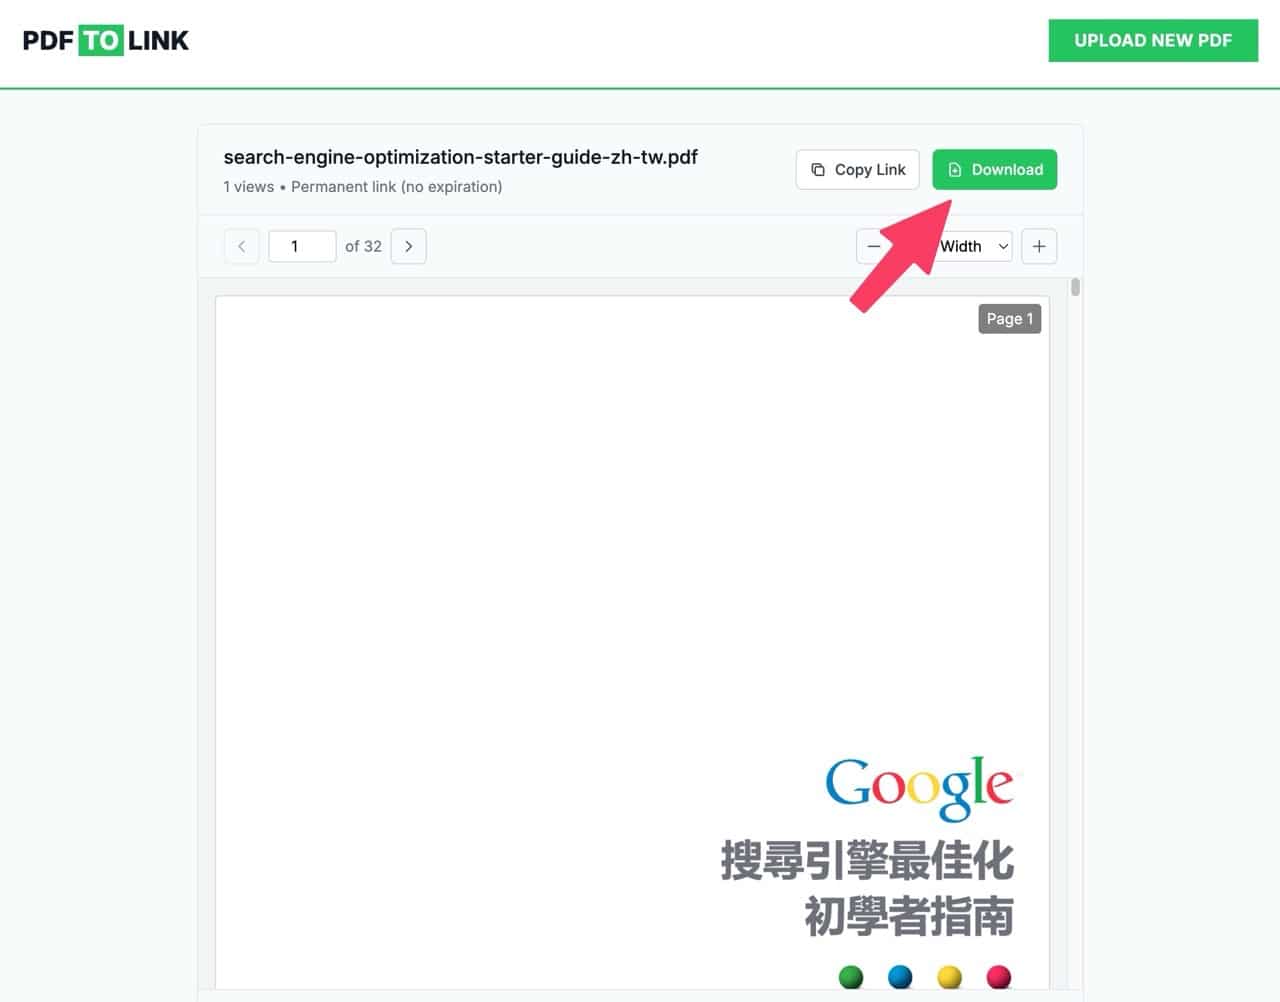 PDF TO LINK
UPLOAD NEW PDF
search-engine-optimization-starter-guide-zh-tw.pdf
1 views • Permanent link (no expiration)
Copy Link
Download
1 of 32
Width
Page 1
Google
搜尋引擎最佳化
初學者指南